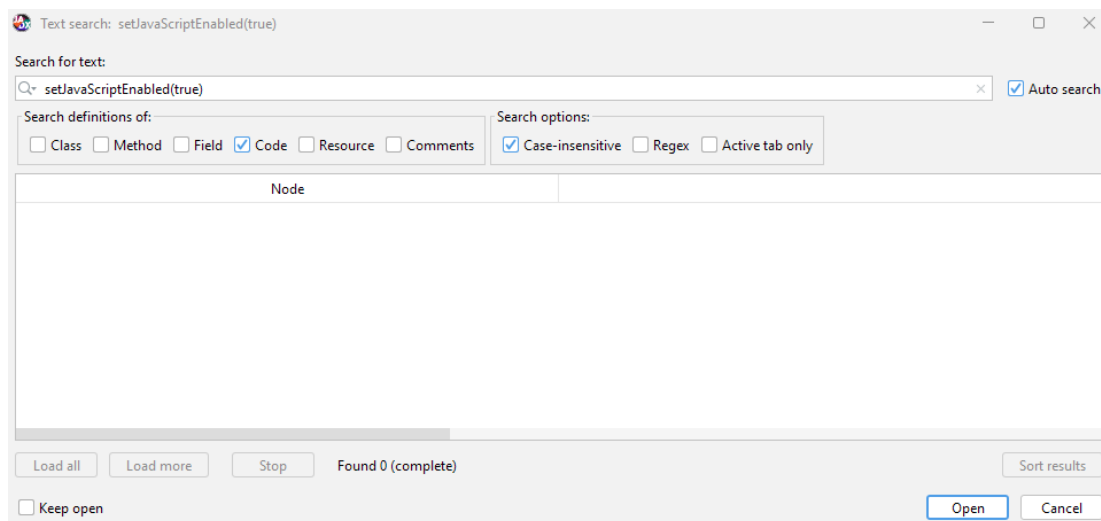 Text search: setJavaScriptEnabled(true)
Search for text:
setJavaScriptEnabled(true)
Auto search
Search definitions of:
Search options:
Class Method Field Code Resource Comments
Case-insensitive Regex Active tab only
Node
Load all Load more Stop Found 0 (complete) Sort results
Keep open Open Cancel